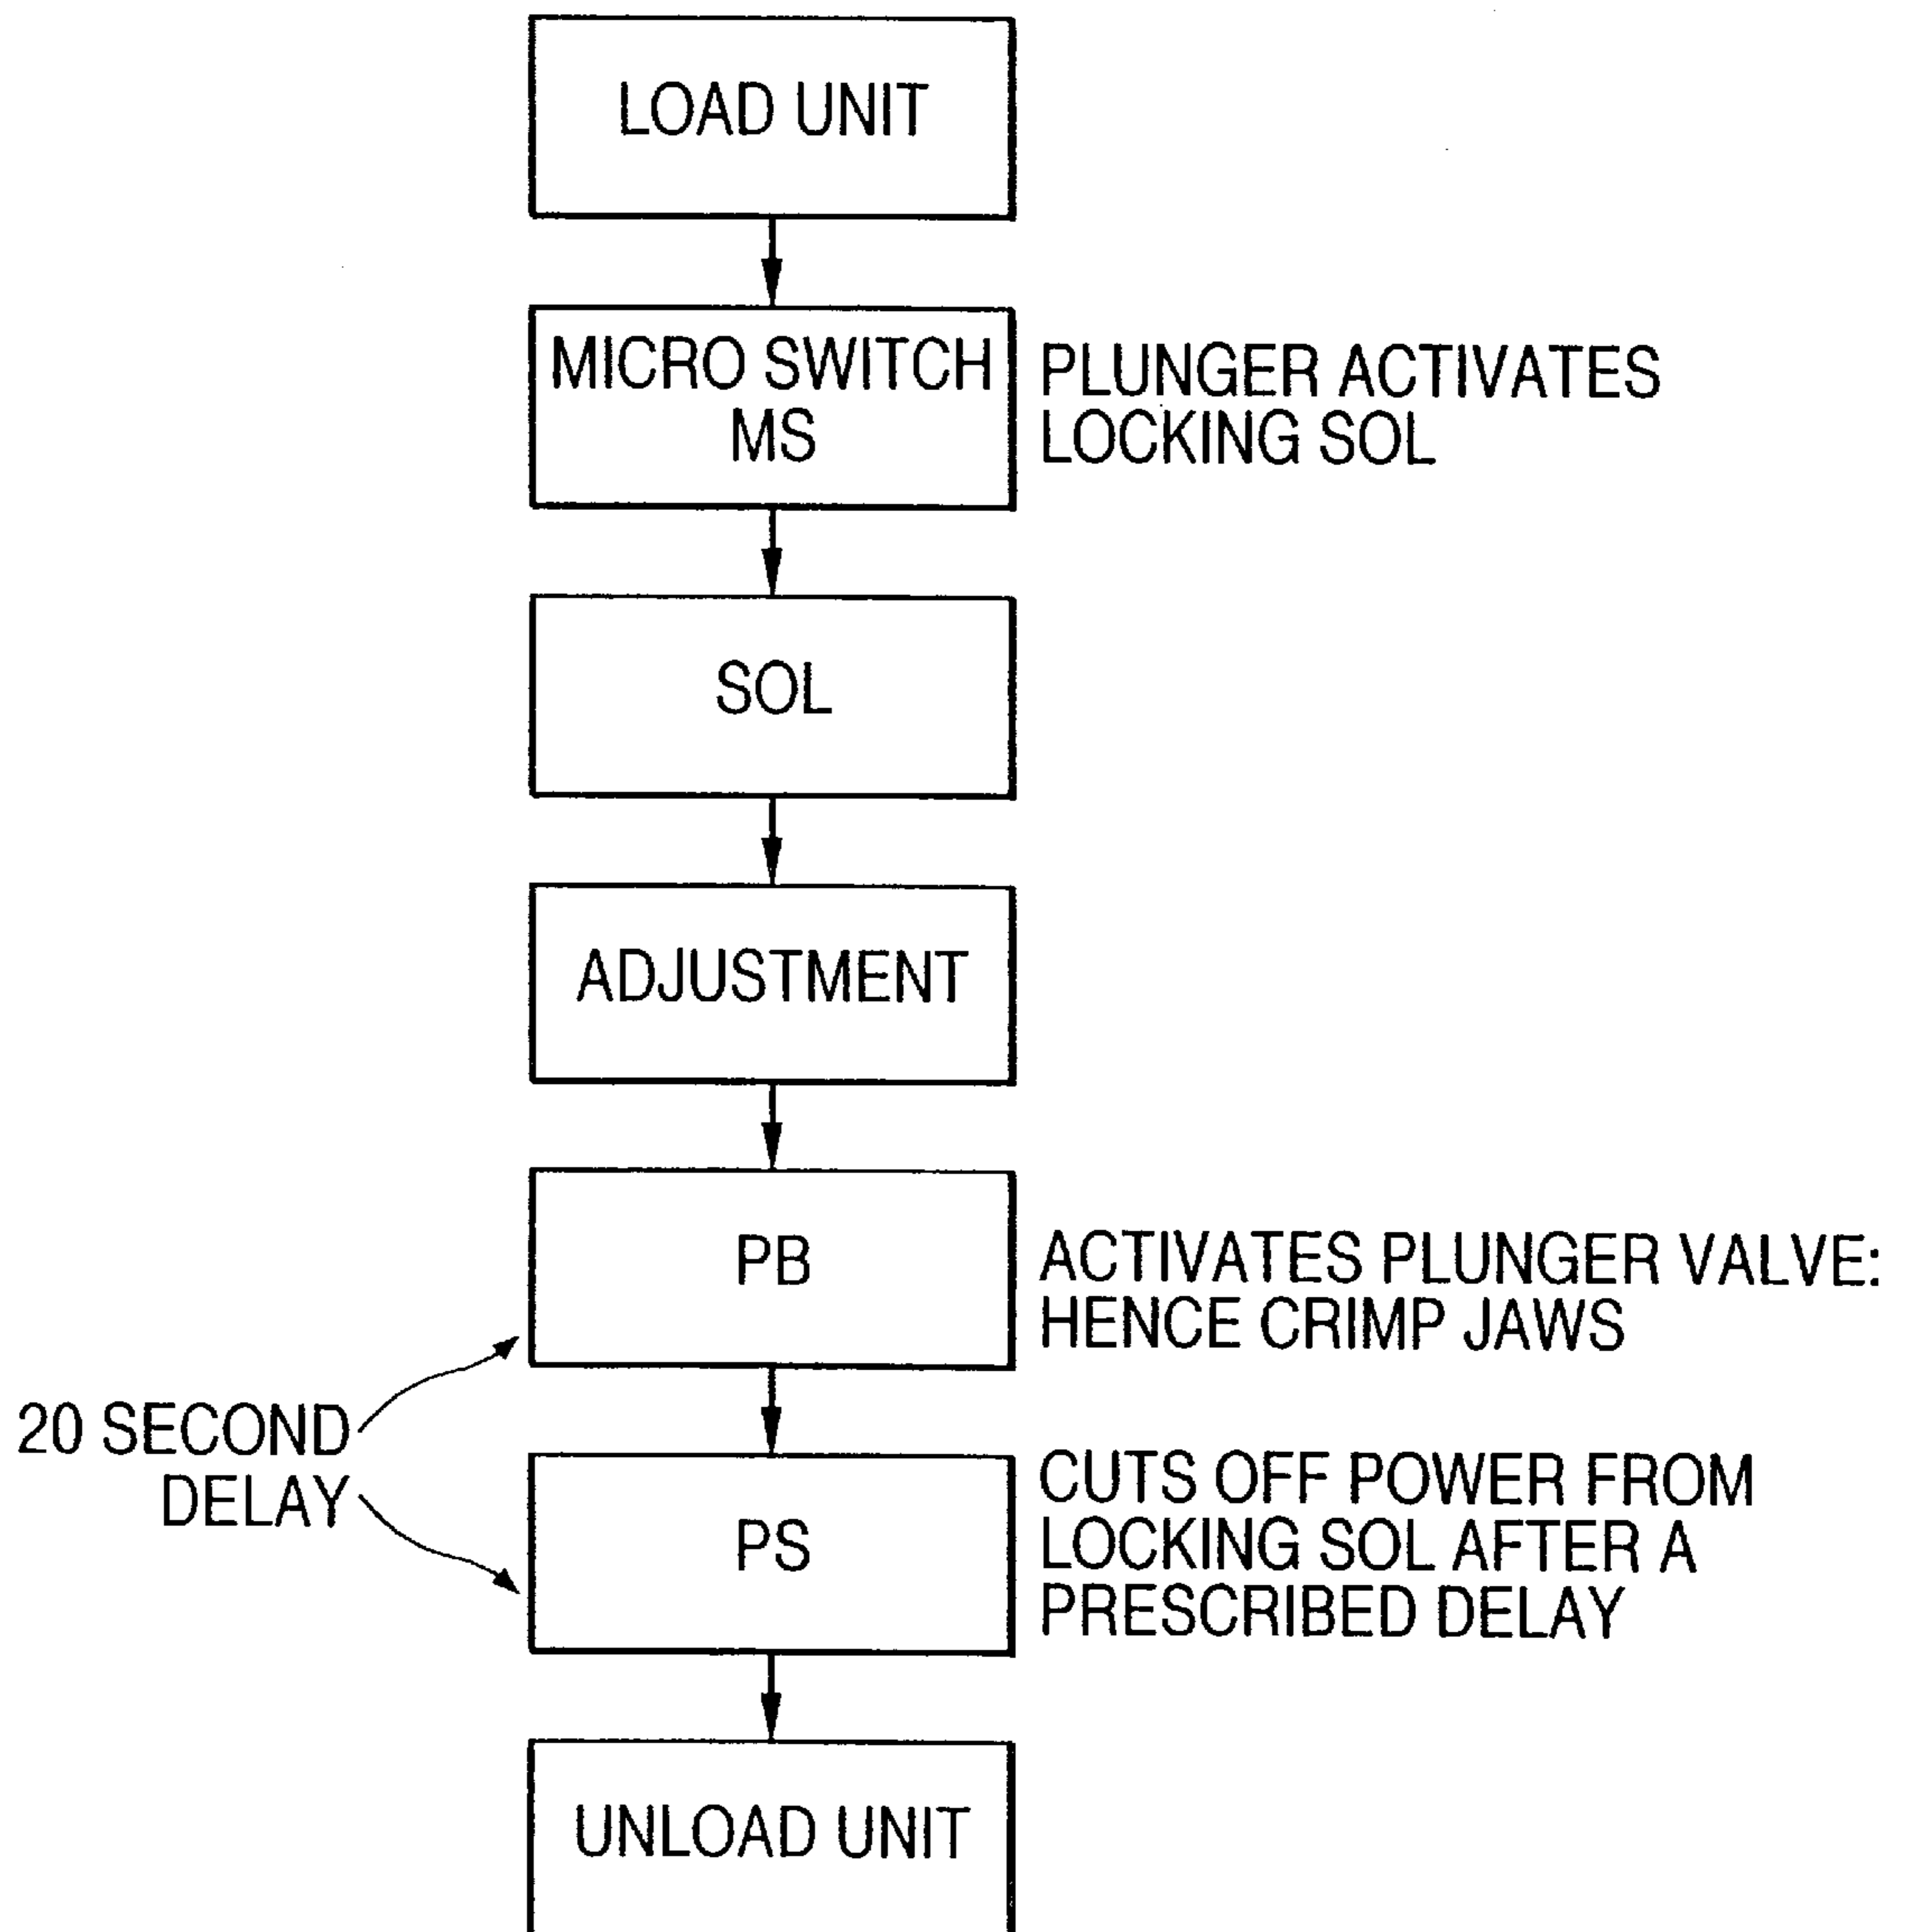 LOAD UNIT
MICRO SWITCH
MS
PLUNGER ACTIVATES
LOCKING SOL
SOL
ADJUSTMENT
PB
ACTIVATES PLUNGER VALVE:
HENCE CRIMP JAWS
20 SECOND
DELAY
PS
CUTS OFF POWER FROM
LOCKING SOL AFTER A
PRESCRIBED DELAY
UNLOAD UNIT